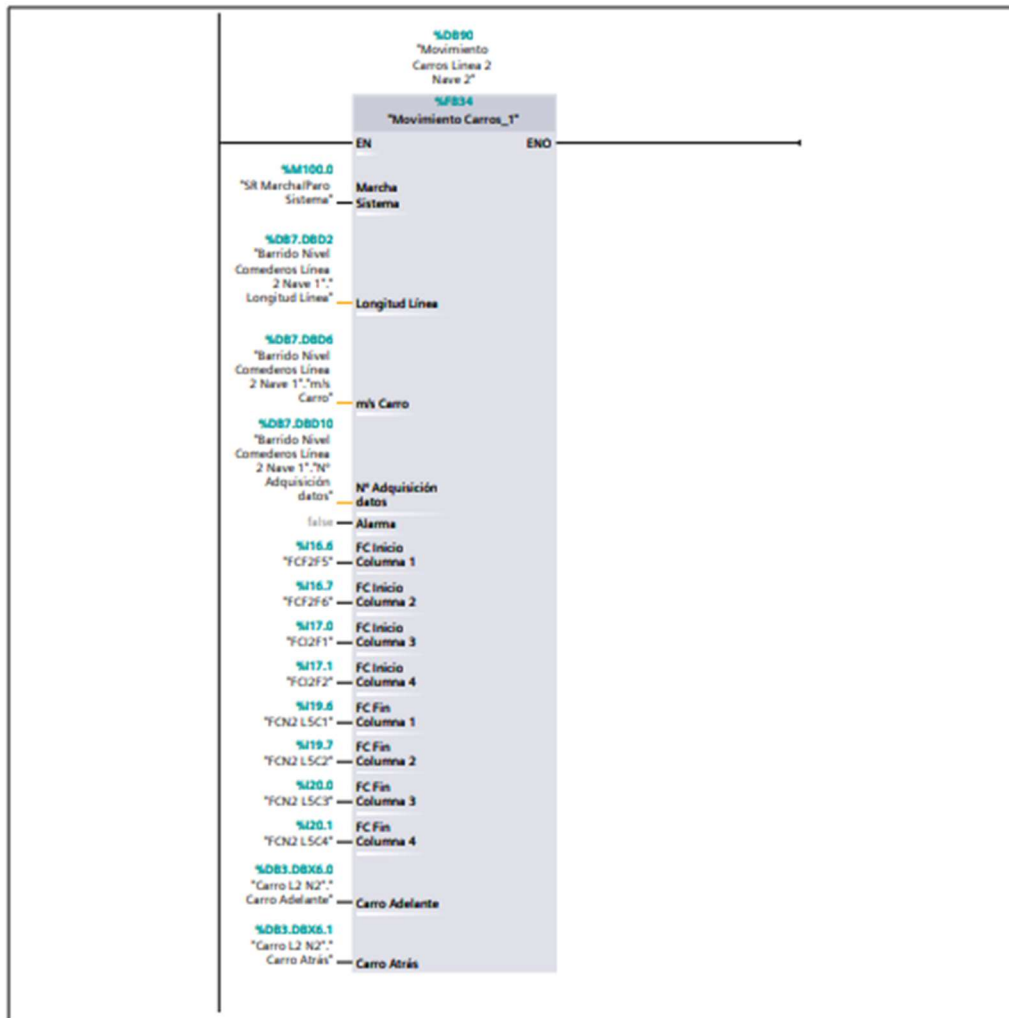 %DB90
"Movimiento
Carros Línea 2
Nave 2"
%FB34
"Movimiento Carros_1"
EN ENO
%M100.0
"SR Marcha/Paro
Sistema"
Marcha
Sistema
%DB7.DBD2
"Barrido Nivel
Comederos Línea
2 Nave 1"."
Longitud Línea"
Longitud Línea
%DB7.DBD6
"Barrido Nivel
Comederos Línea
2 Nave 1"."m/s
Carro"
m/s Carro
%DB7.DBD10
"Barrido Nivel
Comederos Línea
2 Nave 1"."Nº
Adquisición
datos"
Nº Adquisición
datos
false Alarma
%I16.6
"FCF2F5"
FC Inicio
Columna 1
%I16.7
"FCF2F6"
FC Inicio
Columna 2
%I17.0
"FCI2F1"
FC Inicio
Columna 3
%I17.1
"FCI2F2"
FC Inicio
Columna 4
%I19.6
"FCN2 L5C1"
FC Fin
Columna 1
%I19.7
"FCN2 L5C2"
FC Fin
Columna 2
%I20.0
"FCN2 L5C3"
FC Fin
Columna 3
%I20.1
"FCN2 L5C4"
FC Fin
Columna 4
%DB3.DBX6.0
"Carro L2 N2"."
Carro Adelante"
Carro Adelante
%DB3.DBX6.1
"Carro L2 N2"."
Carro Atrás"
Carro Atrás